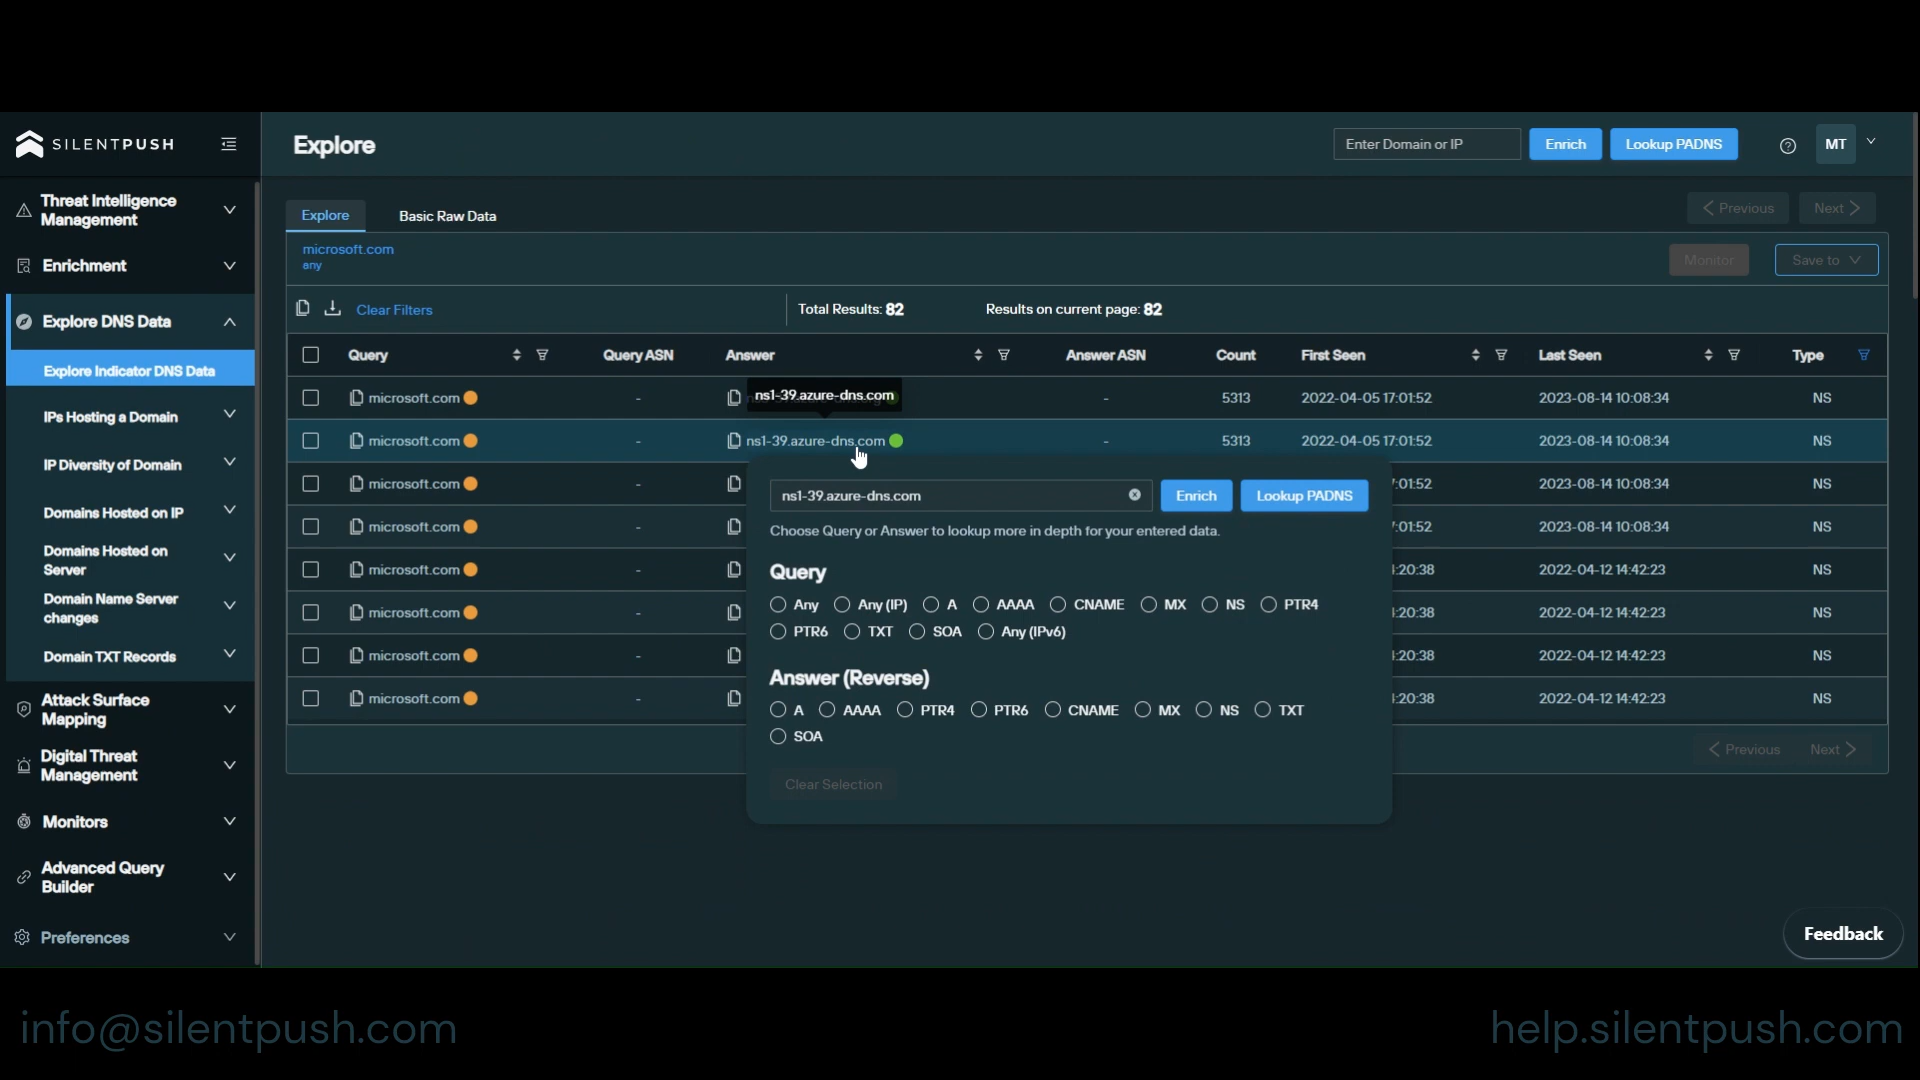 SILENTPUSH
Explore
Enter Domain or IP
Enrich
Lookup PADNS
MT
Threat Intelligence
Management
Enrichment
Explore DNS Data
Explore Indicator DNS Data
IPs Hosting a Domain
IP Diversity of Domain
Domains Hosted on IP
Domains Hosted on
Server
Domain Name Server
changes
Domain TXT Records
Attack Surface
Mapping
Digital Threat
Management
Monitors
Advanced Query
Builder
Preferences
Explore
Basic Raw Data
Previous
Next
microsoft.com
any
Monitor
Save to
Clear Filters
Total Results: 82
Results on current page: 82
Query Query ASN Answer Answer ASN Count First Seen Last Seen Type
microsoft.com - - 5313 2022-04-05 17:01:52 2023-08-14 10:08:34 NS
ns1-39.azure-dns.com
microsoft.com - ns1-39.azure-dns.com - 5313 2022-04-05 17:01:52 2023-08-14 10:08:34 NS
microsoft.com - :01:52 2023-08-14 10:08:34 NS
microsoft.com - :01:52 2023-08-14 10:08:34 NS
microsoft.com - :20:38 2022-04-12 14:42:23 NS
microsoft.com - :20:38 2022-04-12 14:42:23 NS
microsoft.com - :20:38 2022-04-12 14:42:23 NS
microsoft.com - :20:38 2022-04-12 14:42:23 NS
ns1-39.azure-dns.com
Enrich
Lookup PADNS
Choose Query or Answer to lookup more in depth for your entered data.
Query
Any Any (IP) A AAAA CNAME MX NS PTR4
PTR6 TXT SOA Any (IPv6)
Answer (Reverse)
A AAAA PTR4 PTR6 CNAME MX NS TXT
SOA
Clear Selection
Previous
Next
Feedback
info@silentpush.com
help.silentpush.com